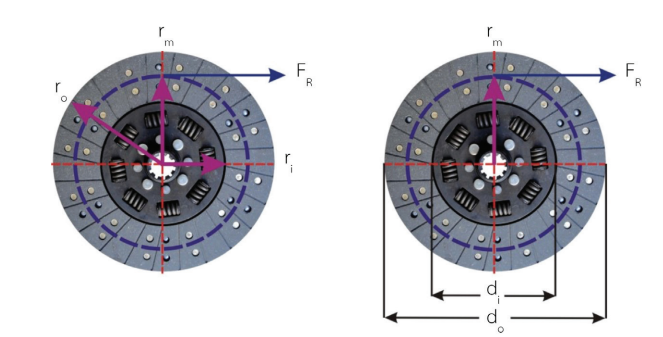 r_m
F_R
r_o
r_i
r_m
F_R
d_i
d_o